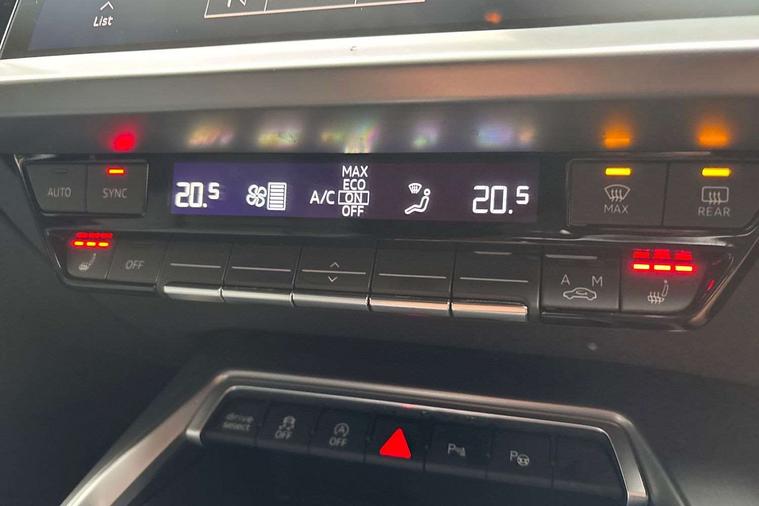 List
N
AUTO
SYNC
20.5
A/C
MAX
ECO
ON
OFF
20.5
MAX
REAR
OFF
A M
drive
select
OFF
A
OFF
P
P